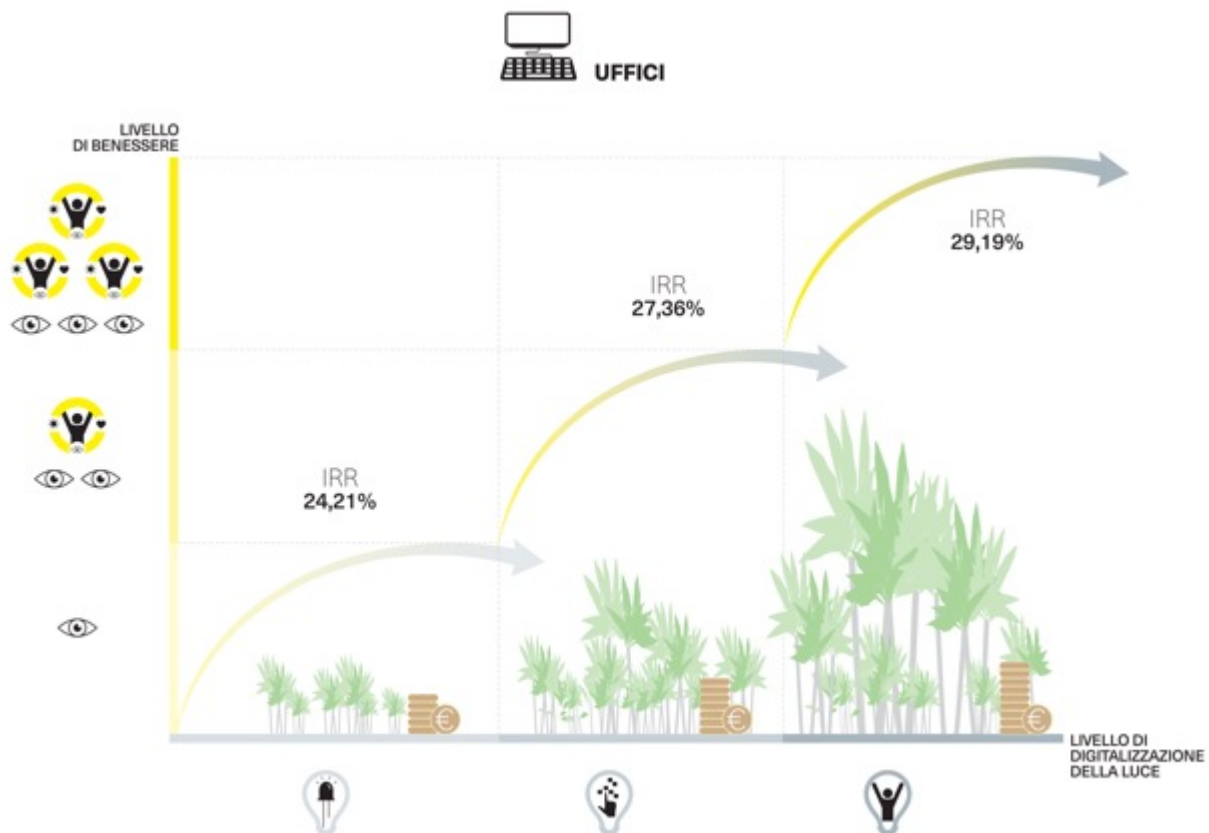 UFFICI
LIVELLO
DI BENESSERE
IRR
29,19%
IRR
27,36%
IRR
24,21%
€
€
€
LIVELLO DI
DIGITALIZZAZIONE
DELLA LUCE